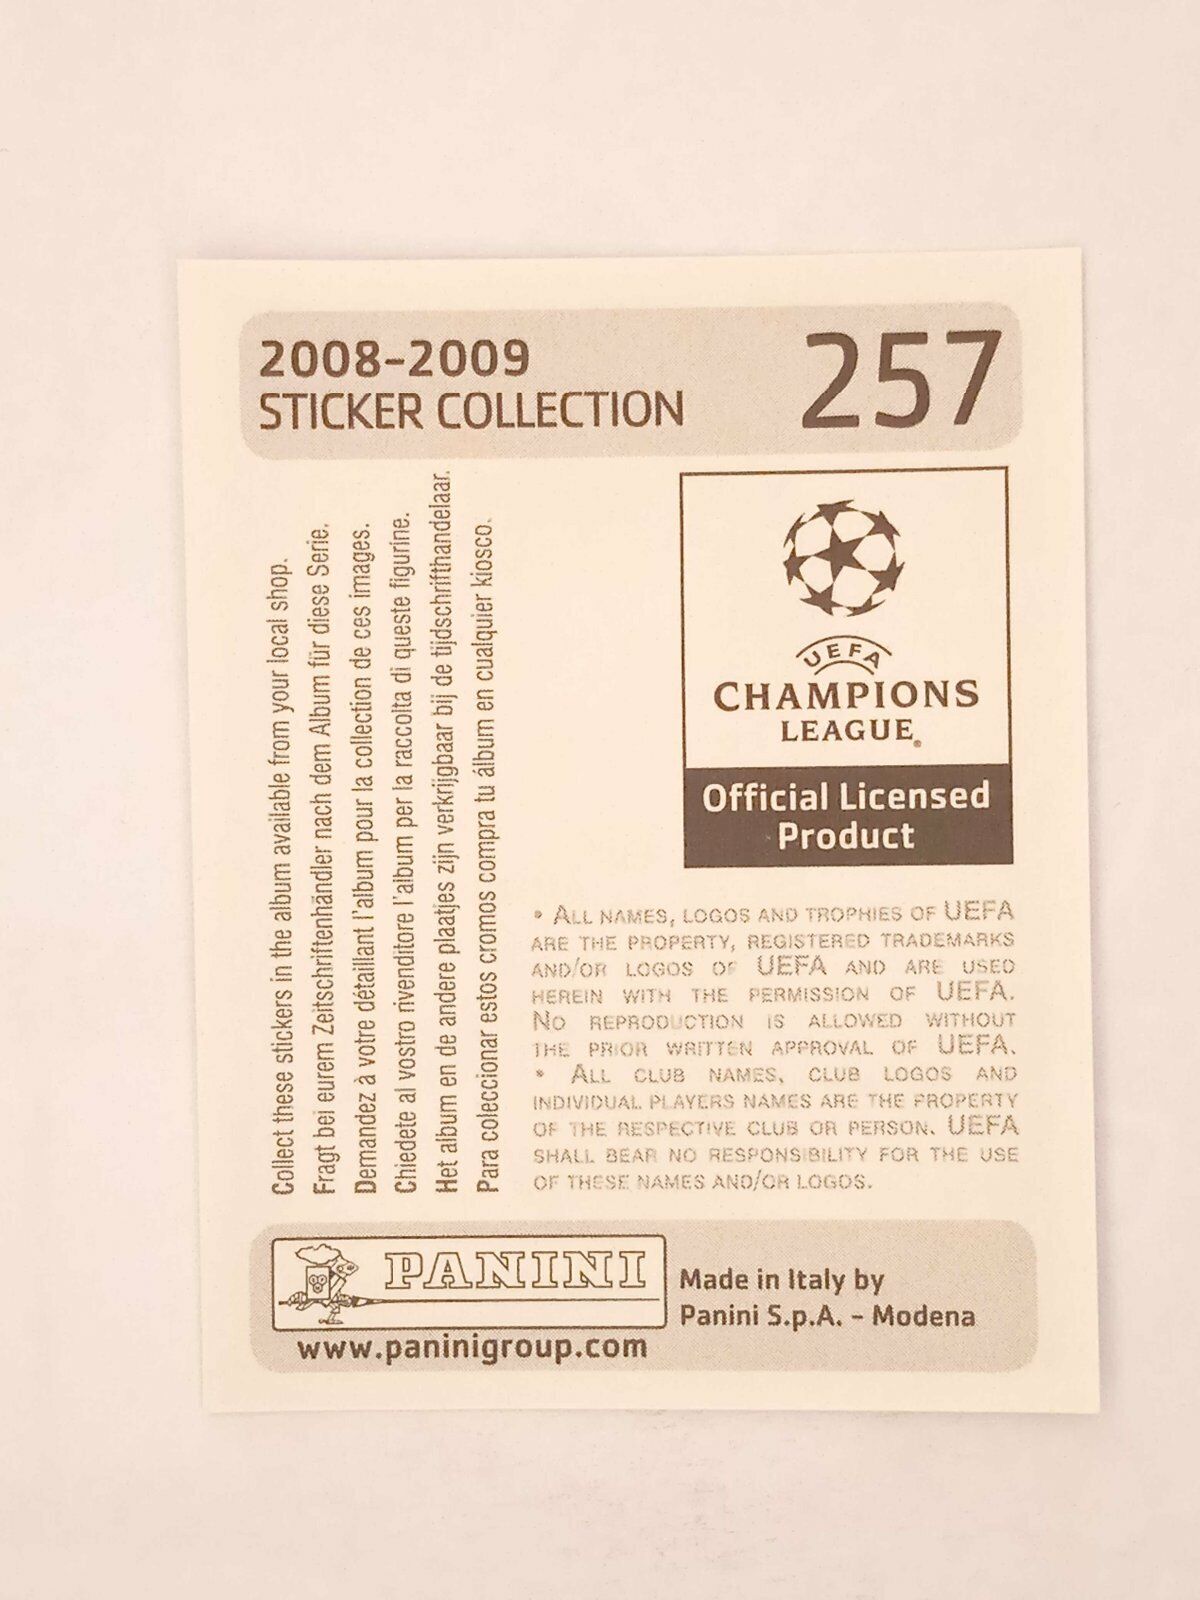 2008-2009
STICKER COLLECTION
257
Collect these stickers in the album available from your local shop.
Fragt bei eurem Zeitschriftenhändler nach dem Album für diese Serie.
Demandez à votre détaillant l'album pour la collection de ces images.
Chiedete al vostro rivenditore l'album per la raccolta di queste figurine.
Het album en de andere plaatjes zijn verkrijgbaar bij de tijdschrifthandelaar.
Para coleccionar estos cromos compra tu álbum en cualquier kiosco.
UEFA
CHAMPIONS
LEAGUE®
Official Licensed
Product
• ALL NAMES, LOGOS AND TROPHIES OF UEFA
ARE THE PROPERTY, REGISTERED TRADEMARKS
AND/OR LOGOS OF UEFA AND ARE USED
HEREIN WITH THE PERMISSION OF UEFA.
NO REPRODUCTION IS ALLOWED WITHOUT
THE PRIOR WRITTEN APPROVAL OF UEFA.
• ALL CLUB NAMES, CLUB LOGOS AND
INDIVIDUAL PLAYERS NAMES ARE THE PROPERTY
OF THE RESPECTIVE CLUB OR PERSON. UEFA
SHALL BEAR NO RESPONSIBILITY FOR THE USE
OF THESE NAMES AND/OR LOGOS.
PANINI
www.paninigroup.com
Made in Italy by
Panini S.p.A. - Modena